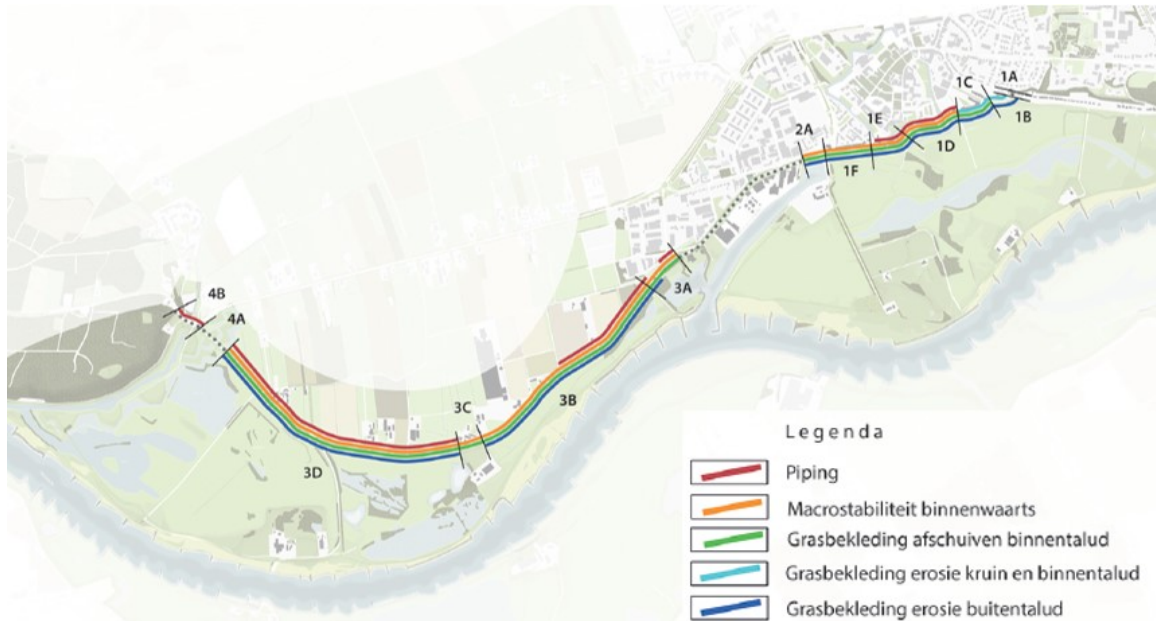 1A
1C
1B
1E
2A
1D
1F
3A
4B
4A
3B
3C
3D
Legenda
Piping
Macrostabiliteit binnenwaarts
Grasbekleding afschuiven binnentalud
Grasbekleding erosie kruin en binnentalud
Grasbekleding erosie buitentalud